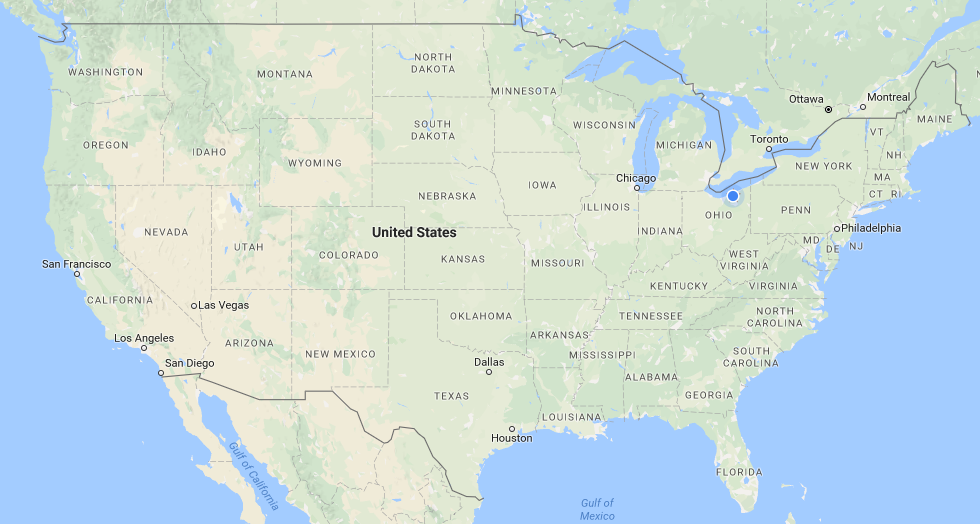 WASHINGTON
MONTANA
NORTH
DAKOTA
MINNESOTA
Ottawa
Montreal
MAINE
OREGON
IDAHO
WYOMING
SOUTH
DAKOTA
WISCONSIN
MICHIGAN
Toronto
VT
NH
NEW YORK
MA
CT
RI
Chicago
IOWA
NEBRASKA
ILLINOIS
INDIANA
OHIO
PENN
Philadelphia
NEVADA
UTAH
COLORADO
United States
KANSAS
MISSOURI
WEST
VIRGINIA
MD
DE
NJ
San Francisco
CALIFORNIA
Las Vegas
KENTUCKY
VIRGINIA
Los Angeles
ARIZONA
NEW MEXICO
OKLAHOMA
ARKANSAS
TENNESSEE
NORTH
CAROLINA
San Diego
Dallas
TEXAS
MISSISSIPPI
ALABAMA
SOUTH
CAROLINA
GEORGIA
LOUISIANA
Houston
FLORIDA
Gulf of California
Gulf of
Mexico